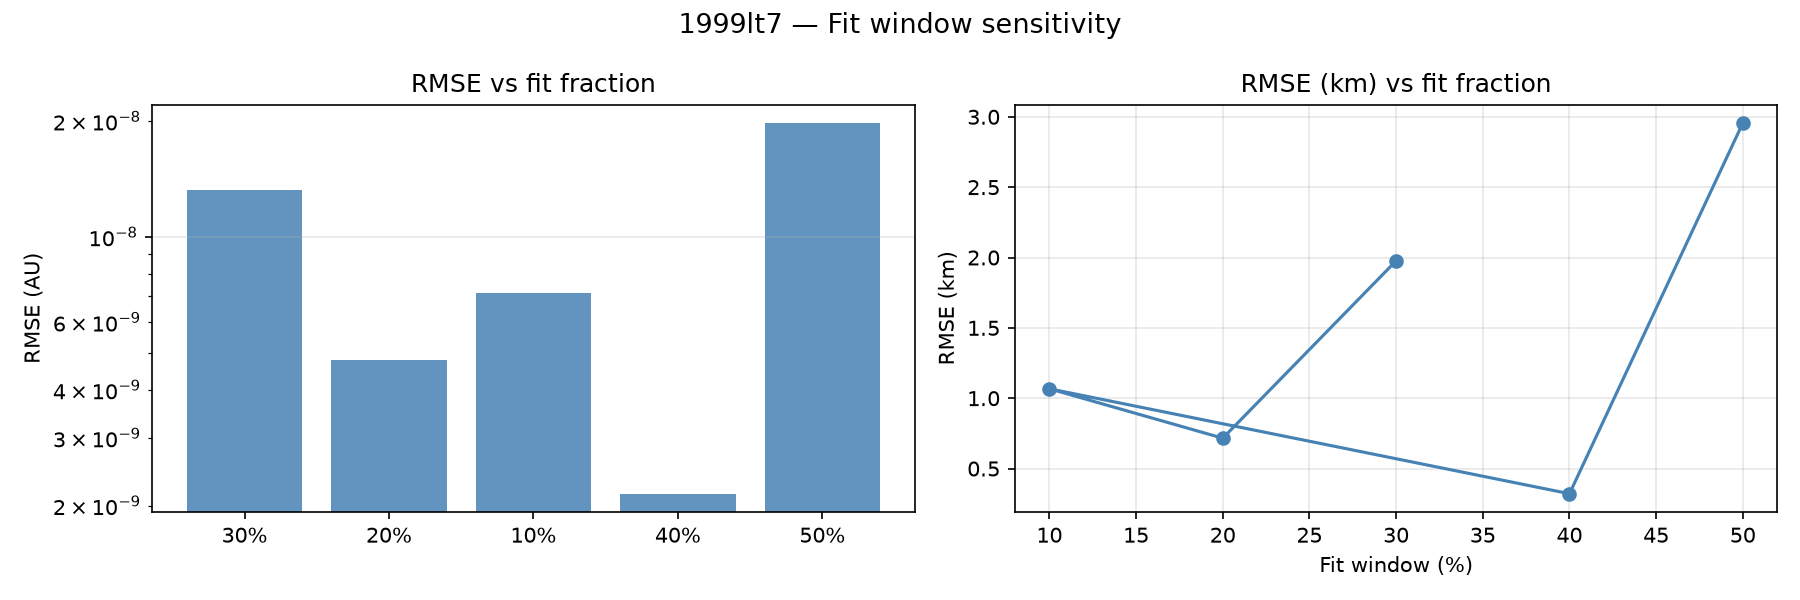 1999lt7 — Fit window sensitivity
RMSE vs fit fraction
RMSE (AU)
2 × 10⁻⁸
10⁻⁸
6 × 10⁻⁹
4 × 10⁻⁹
3 × 10⁻⁹
2 × 10⁻⁹
30% 20% 10% 40% 50%
RMSE (km) vs fit fraction
RMSE (km)
3.0
2.5
2.0
1.5
1.0
0.5
10 15 20 25 30 35 40 45 50
Fit window (%)